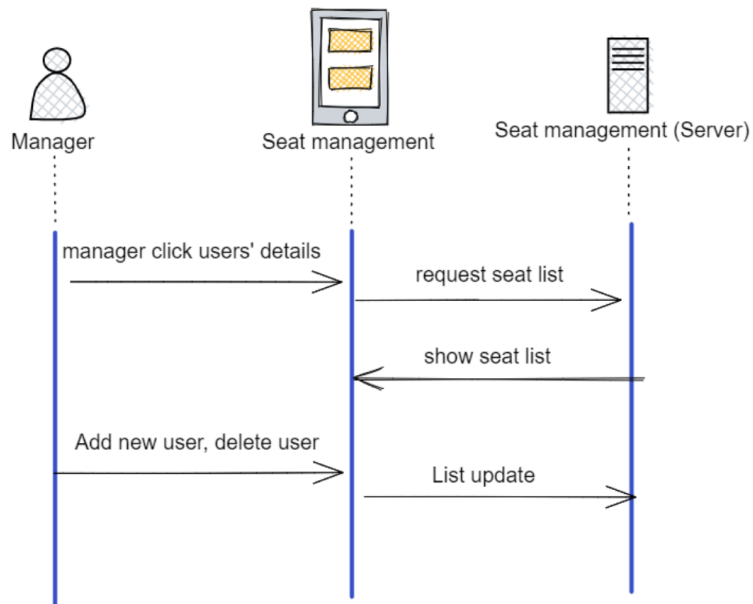 Manager
Seat management
Seat management (Server)
manager click users' details
request seat list
show seat list
Add new user, delete user
List update